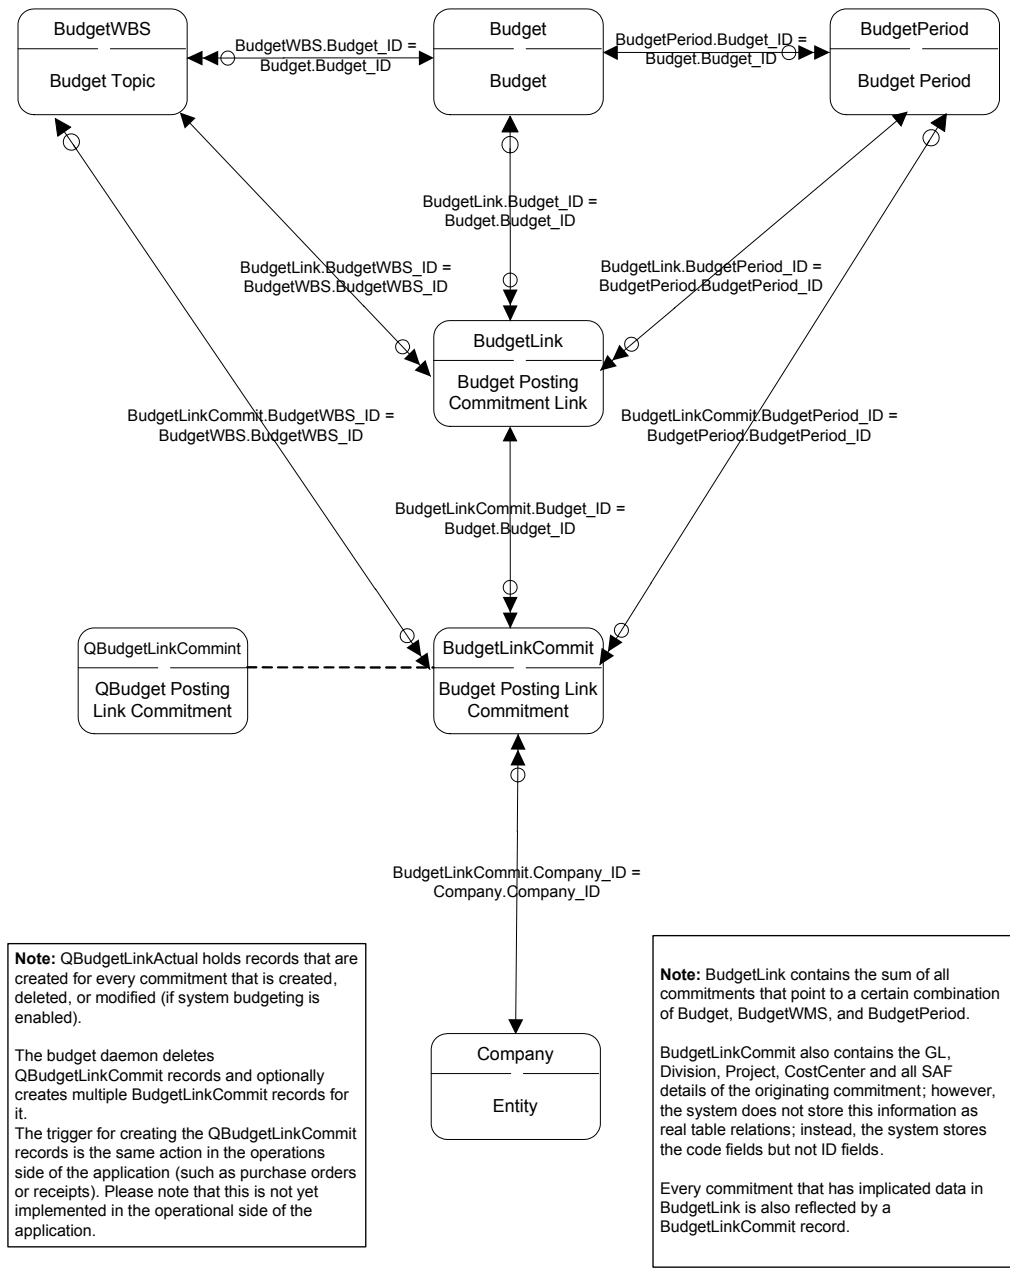 BudgetWBS
Budget Topic
BudgetWBS.Budget_ID =
Budget.Budget_ID
Budget
Budget
BudgetPeriod.Budget_ID =
Budget.Budget_ID
BudgetPeriod
Budget Period
BudgetLink.Budget_ID =
Budget.Budget_ID
BudgetLink.BudgetWBS_ID =
BudgetWBS.BudgetWBS_ID
BudgetLink.BudgetPeriod_ID =
BudgetPeriod.BudgetPeriod_ID
BudgetLink
Budget Posting
Commitment Link
BudgetLinkCommit.BudgetWBS_ID =
BudgetWBS.BudgetWBS_ID
BudgetLinkCommit.BudgetPeriod_ID =
BudgetPeriod.BudgetPeriod_ID
BudgetLinkCommit.Budget_ID =
Budget.Budget_ID
QBudgetLinkCommint
QBudget Posting
Link Commitment
BudgetLinkCommit
Budget Posting Link
Commitment
BudgetLinkCommit.Company_ID =
Company.Company_ID
Company
Entity
Note: QBudgetLinkActual holds records that are
created for every commitment that is created,
deleted, or modified (if system budgeting is
enabled).
The budget daemon deletes
QBudgetLinkCommit records and optionally
creates multiple BudgetLinkCommit records for
it.
The trigger for creating the QBudgetLinkCommit
records is the same action in the operations
side of the application (such as purchase orders
or receipts). Please note that this is not yet
implemented in the operational side of the
application.
Note: BudgetLink contains the sum of all
commitments that point to a certain combination
of Budget, BudgetWMS, and BudgetPeriod.
BudgetLinkCommit also contains the GL,
Division, Project, CostCenter and all SAF
details of the originating commitment; however,
the system does not store this information as
real table relations; instead, the system stores
the code fields but not ID fields.
Every commitment that has implicated data in
BudgetLink is also reflected by a
BudgetLinkCommit record.